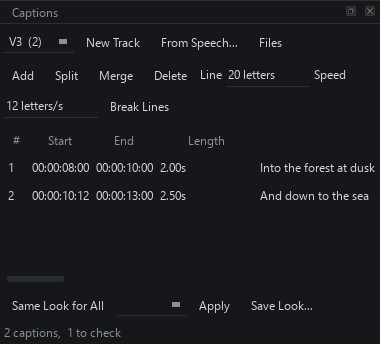 Captions
V3 (2) New Track From Speech... Files
Add Split Merge Delete Line 20 letters Speed
12 letters/s Break Lines
# Start End Length
1 00:00:08:00 00:00:10:00 2.00s Into the forest at dusk
2 00:00:10:12 00:00:13:00 2.50s And down to the sea
Same Look for All Apply Save Look...
2 captions, 1 to check